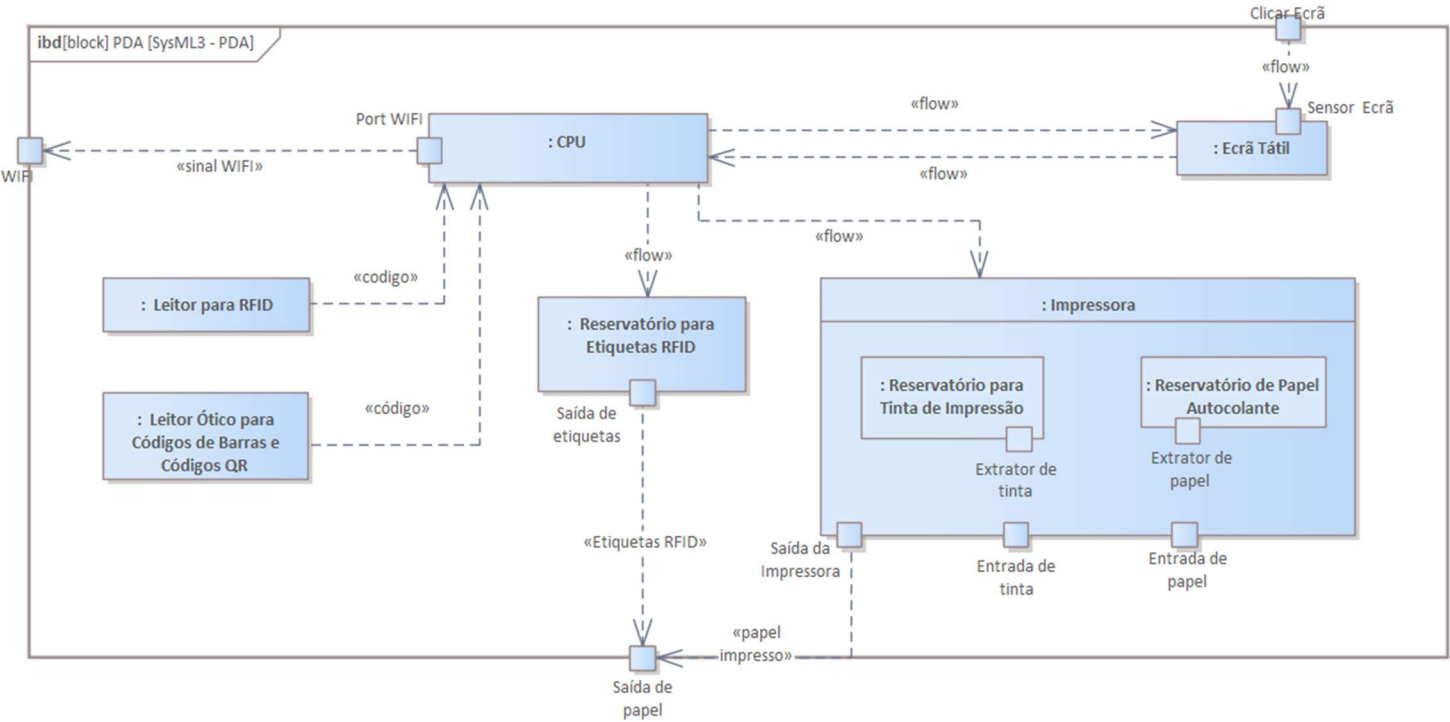 Clicar Ecrã
ibd[block] PDA [SysML3 - PDA]
«flow»
Sensor Ecrã
«flow»
Port WIFI
: CPU
: Ecrã Tátil
«sinal WIFI»
WIFI
«flow»
«flow»
«flow»
«codigo»
: Leitor para RFID
: Impressora
: Reservatório para
Etiquetas RFID
: Reservatório para
Tinta de Impressão
: Reservatório de Papel
Autocolante
«código»
Saída de
etiquetas
: Leitor Ótico para
Códigos de Barras e
Códigos QR
Extrator de
tinta
Extrator de
papel
«Etiquetas RFID»
Saída da
Impressora
Entrada de
tinta
Entrada de
papel
«papel
impresso»
Saída de
papel